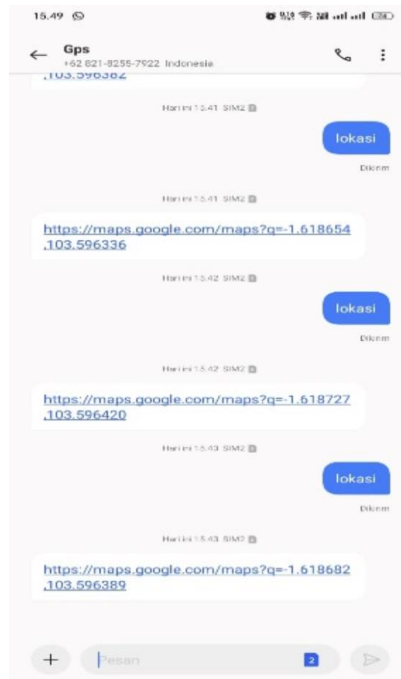 15.49
Gps
+62 821-8255-7922 Indonesia
,103.596382
Hari ini 15.41 SIM2
lokasi
Dikirim
Hari ini 15.41 SIM2
https://maps.google.com/maps?q=-1.618654
,103.596336
Hari ini 15.42 SIM2
lokasi
Dikirim
Hari ini 15.42 SIM2
https://maps.google.com/maps?q=-1.618727
,103.596420
Hari ini 15.43 SIM2
lokasi
Dikirim
Hari ini 15.43 SIM2
https://maps.google.com/maps?q=-1.618682
,103.596389
Pesan
2